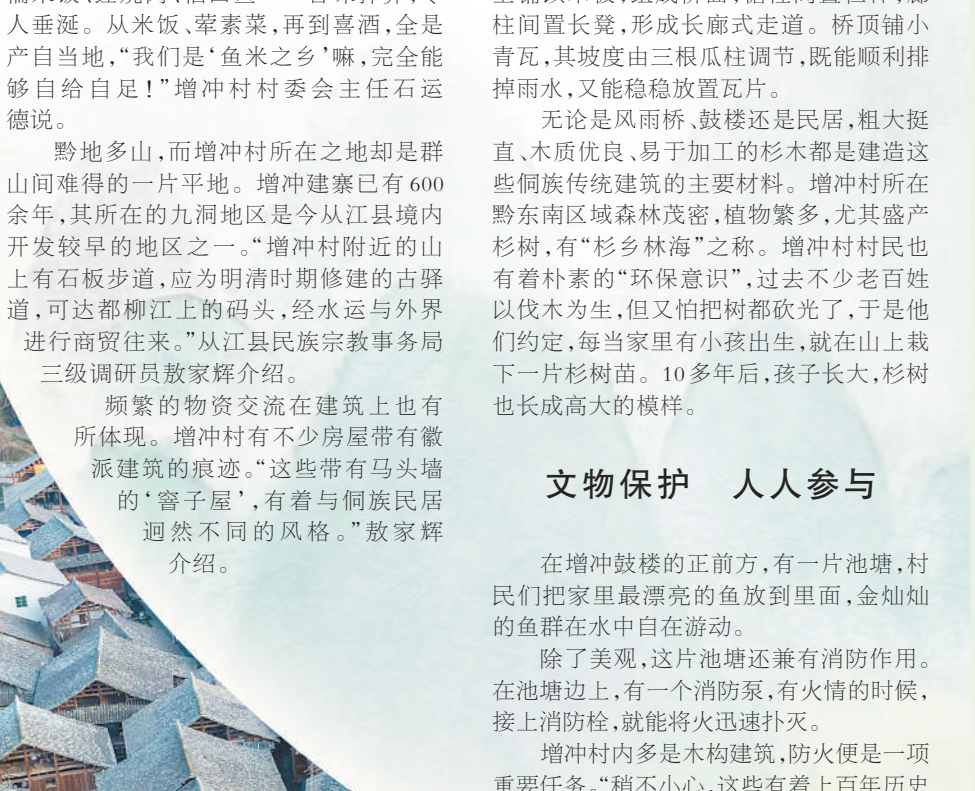 人垂涎。从米饭、荤素菜,再到喜酒,全是
产自当地,“我们是‘鱼米之乡’嘛,完全能
够自给自足!”增冲村村委会主任石运
德说。
黔地多山,而增冲村所在之地却是群
山间难得的一片平地。增冲建寨已有600
余年,其所在的九洞地区是今从江县境内
开发较早的地区之一。“增冲村附近的山
上有石板步道,应为明清时期修建的古驿
道,可达都柳江上的码头,经水运与外界
进行商贸往来。”从江县民族宗教事务局
三级调研员敖家辉介绍。
频繁的物资交流在建筑上也有
所体现。增冲村有不少房屋带有徽
派建筑的痕迹。“这些带有马头墙
的‘窨子屋’,有着与侗族民居
迥然不同的风格。”敖家辉
介绍。
柱间置长凳,形成长廊式走道。桥顶铺小
青瓦,其坡度由三根瓜柱调节,既能顺利排
掉雨水,又能稳稳放置瓦片。
无论是风雨桥、鼓楼还是民居,粗大挺
直、木质优良、易于加工的杉木都是建造这
些侗族传统建筑的主要材料。增冲村所在
黔东南区域森林茂密,植物繁多,尤其盛产
杉树,有“杉乡林海”之称。增冲村村民也
有着朴素的“环保意识”,过去不少老百姓
以伐木为生,但又怕把树都砍光了,于是他
们约定,每当家里有小孩出生,就在山上栽
下一片杉树苗。10多年后,孩子长大,杉树
也长成高大的模样。
文物保护 人人参与
在增冲鼓楼的正前方,有一片池塘,村
民们把家里最漂亮的鱼放到里面,金灿灿
的鱼群在水中自在游动。
除了美观,这片池塘还兼有消防作用。
在池塘边上,有一个消防泵,有火情的时候,
接上消防栓,就能将火迅速扑灭。
增冲村内多是木构建筑,防火便是一项
重要任务。“稍不小心,这些有着上百年历史